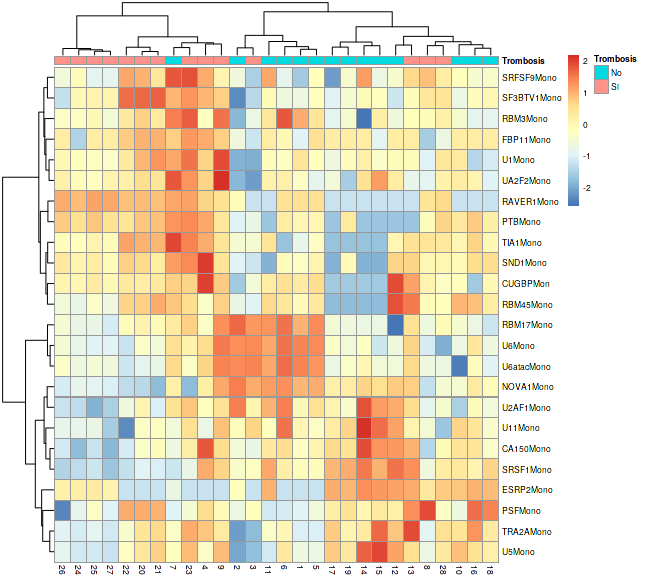 Trombosis
Trombosis
No
SI
2
1
0
-1
-2
SRFSF9Mono
SF3BTV1Mono
RBM3Mono
FBP11Mono
U1Mono
UA2F2Mono
RAVER1Mono
PTBMono
TIA1Mono
SND1Mono
CUGBPMon
RBM45Mono
RBM17Mono
U6Mono
U6atacMono
NOVA1Mono
U2AF1Mono
U11Mono
CA150Mono
SRSF1Mono
ESRP2Mono
PSFMono
TRA2AMono
U5Mono
26 24 25 27 22 20 21 7 23 4 9 2 3 11 6 1 5 17 19 14 15 12 13 8 28 10 16 18